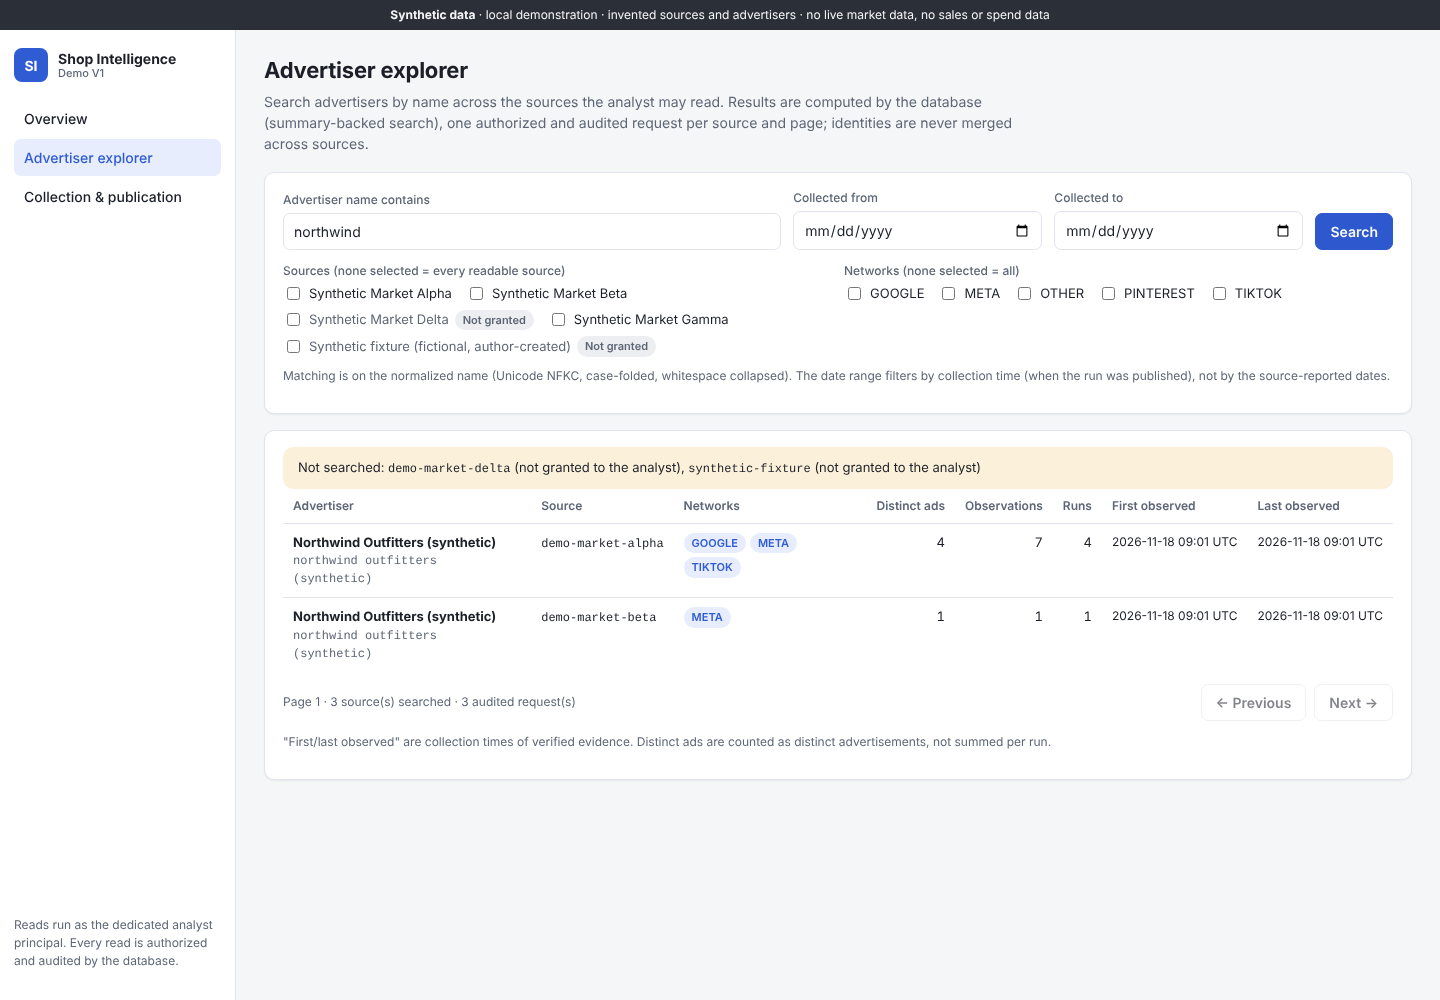 Synthetic data · local demonstration · invented sources and advertisers · no live market data, no sales or spend data
SI
Shop Intelligence
Demo V1
Overview
Advertiser explorer
Collection & publication
Reads run as the dedicated analyst
principal. Every read is authorized
and audited by the database.
Advertiser explorer
Search advertisers by name across the sources the analyst may read. Results are computed by the database
(summary-backed search), one authorized and audited request per source and page; identities are never merged
across sources.
Advertiser name contains
northwind
Collected from
mm/dd/yyyy
Collected to
mm/dd/yyyy
Search
Sources (none selected = every readable source)
Synthetic Market Alpha Synthetic Market Beta
Synthetic Market Delta Not granted Synthetic Market Gamma
Synthetic fixture (fictional, author-created) Not granted
Networks (none selected = all)
GOOGLE META OTHER PINTEREST TIKTOK
Matching is on the normalized name (Unicode NFKC, case-folded, whitespace collapsed). The date range filters by collection time (when the run was published), not by the source-reported dates.
Not searched: demo-market-delta (not granted to the analyst), synthetic-fixture (not granted to the analyst)
Advertiser Source Networks Distinct ads Observations Runs First observed Last observed
Northwind Outfitters (synthetic) demo-market-alpha GOOGLE META 4 7 4 2026-11-18 09:01 UTC 2026-11-18 09:01 UTC
northwind outfitters
TIKTOK
(synthetic)
Northwind Outfitters (synthetic) demo-market-beta META 1 1 1 2026-11-18 09:01 UTC 2026-11-18 09:01 UTC
northwind outfitters
(synthetic)
Page 1 · 3 source(s) searched · 3 audited request(s)
← Previous Next →
"First/last observed" are collection times of verified evidence. Distinct ads are counted as distinct advertisements, not summed per run.